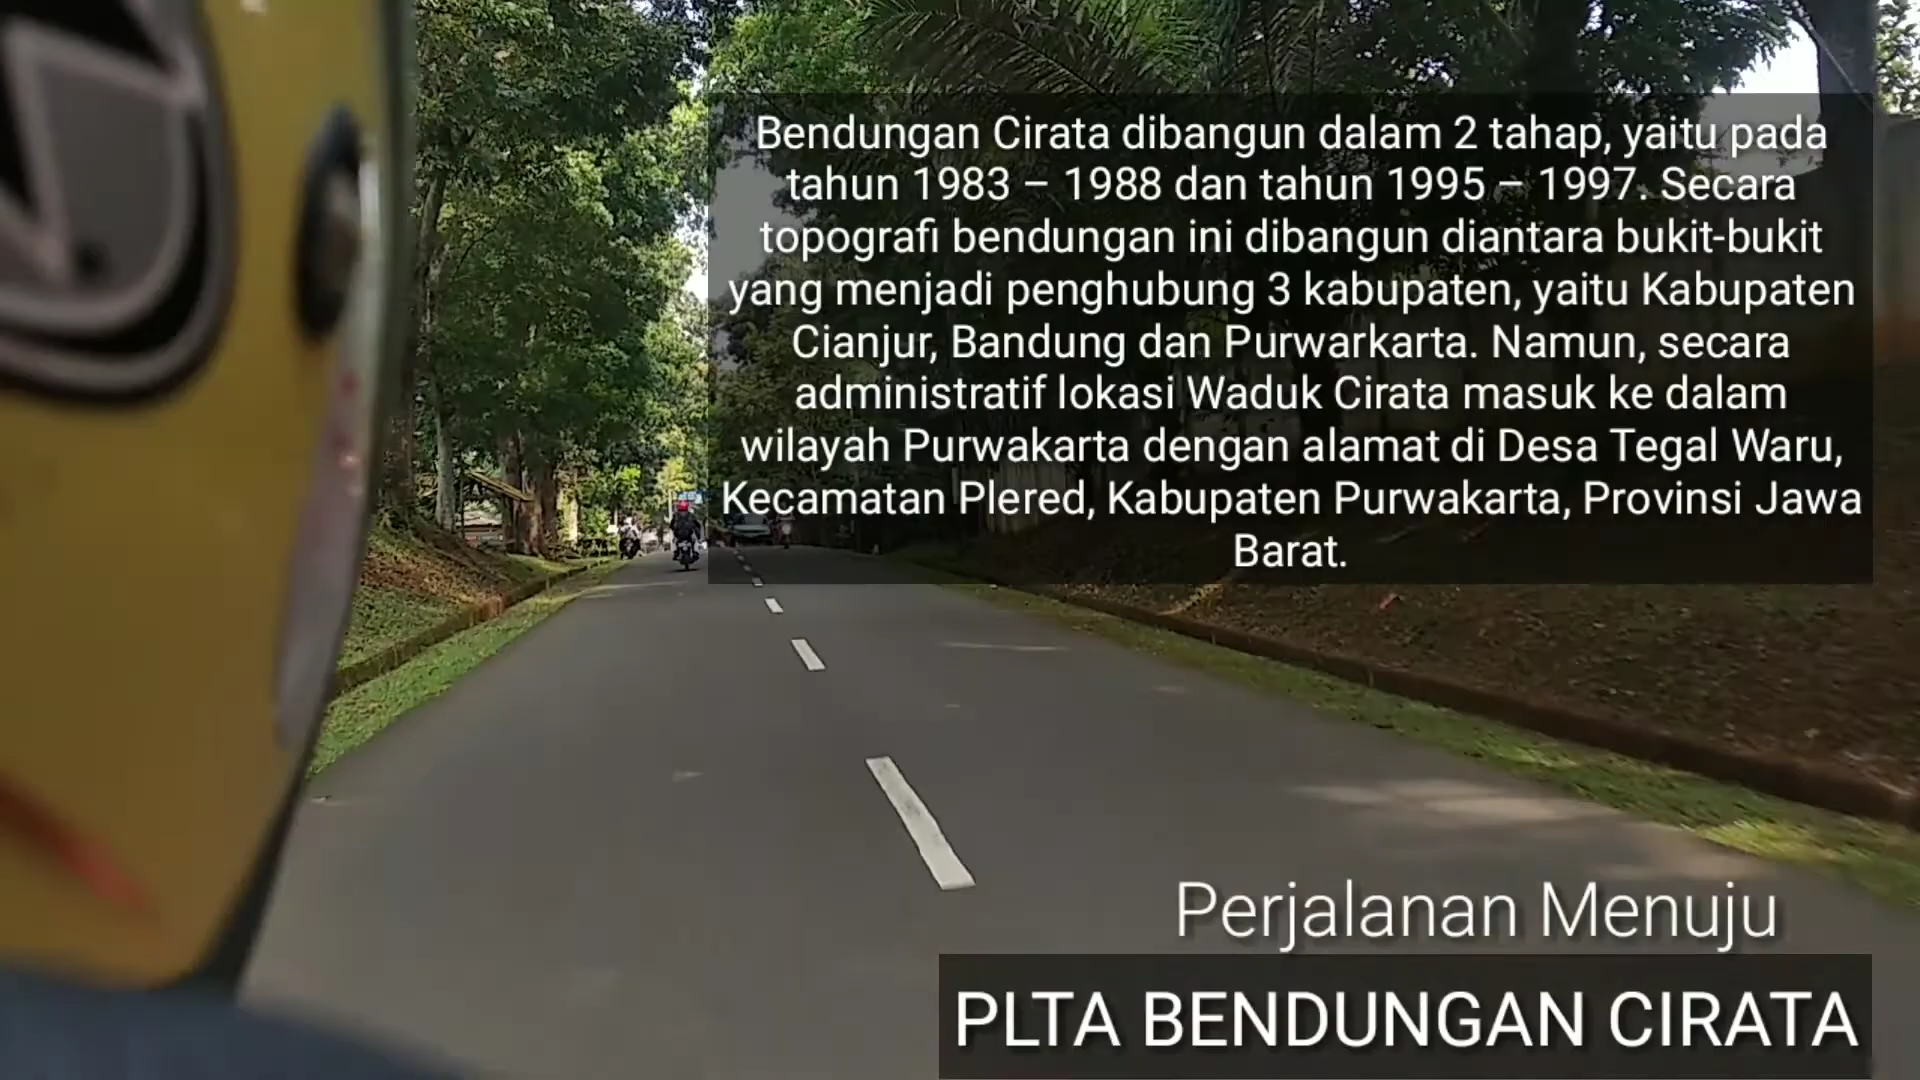 Bendungan Cirata dibangun dalam 2 tahap, yaitu pada
tahun 1983 – 1988 dan tahun 1995 – 1997. Secara
topografi bendungan ini dibangun diantara bukit-bukit
yang menjadi penghubung 3 kabupaten, yaitu Kabupaten
Cianjur, Bandung dan Purwarkarta. Namun, secara
administratif lokasi Waduk Cirata masuk ke dalam
wilayah Purwakarta dengan alamat di Desa Tegal Waru,
Kecamatan Plered, Kabupaten Purwakarta, Provinsi Jawa
Barat.
Perjalanan Menuju
PLTA BENDUNGAN CIRATA